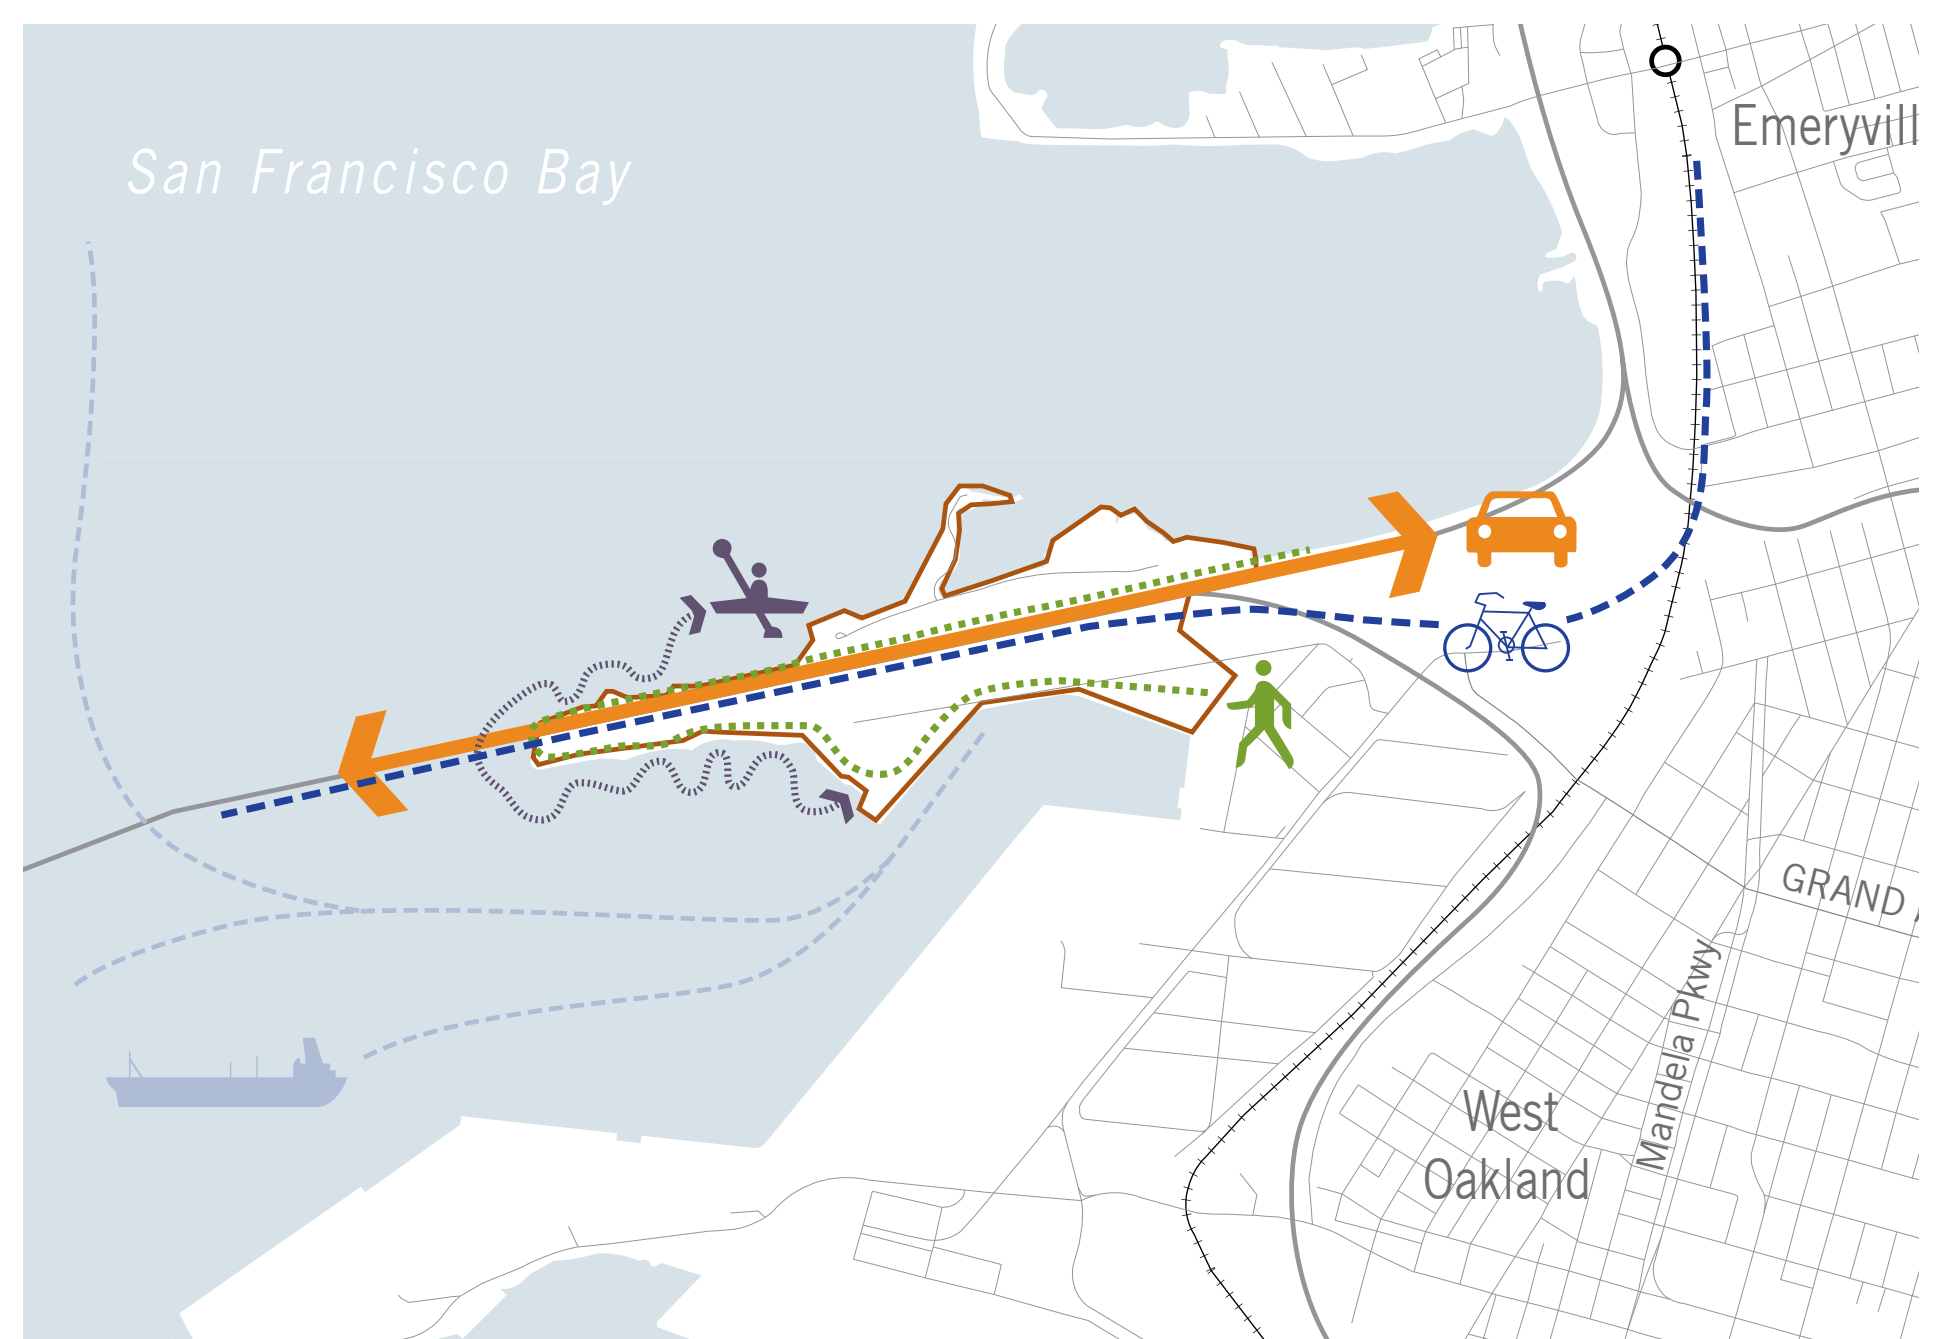 San Francisco Bay
Emeryvill
GRAND
Mandela Pkwy
West
Oakland